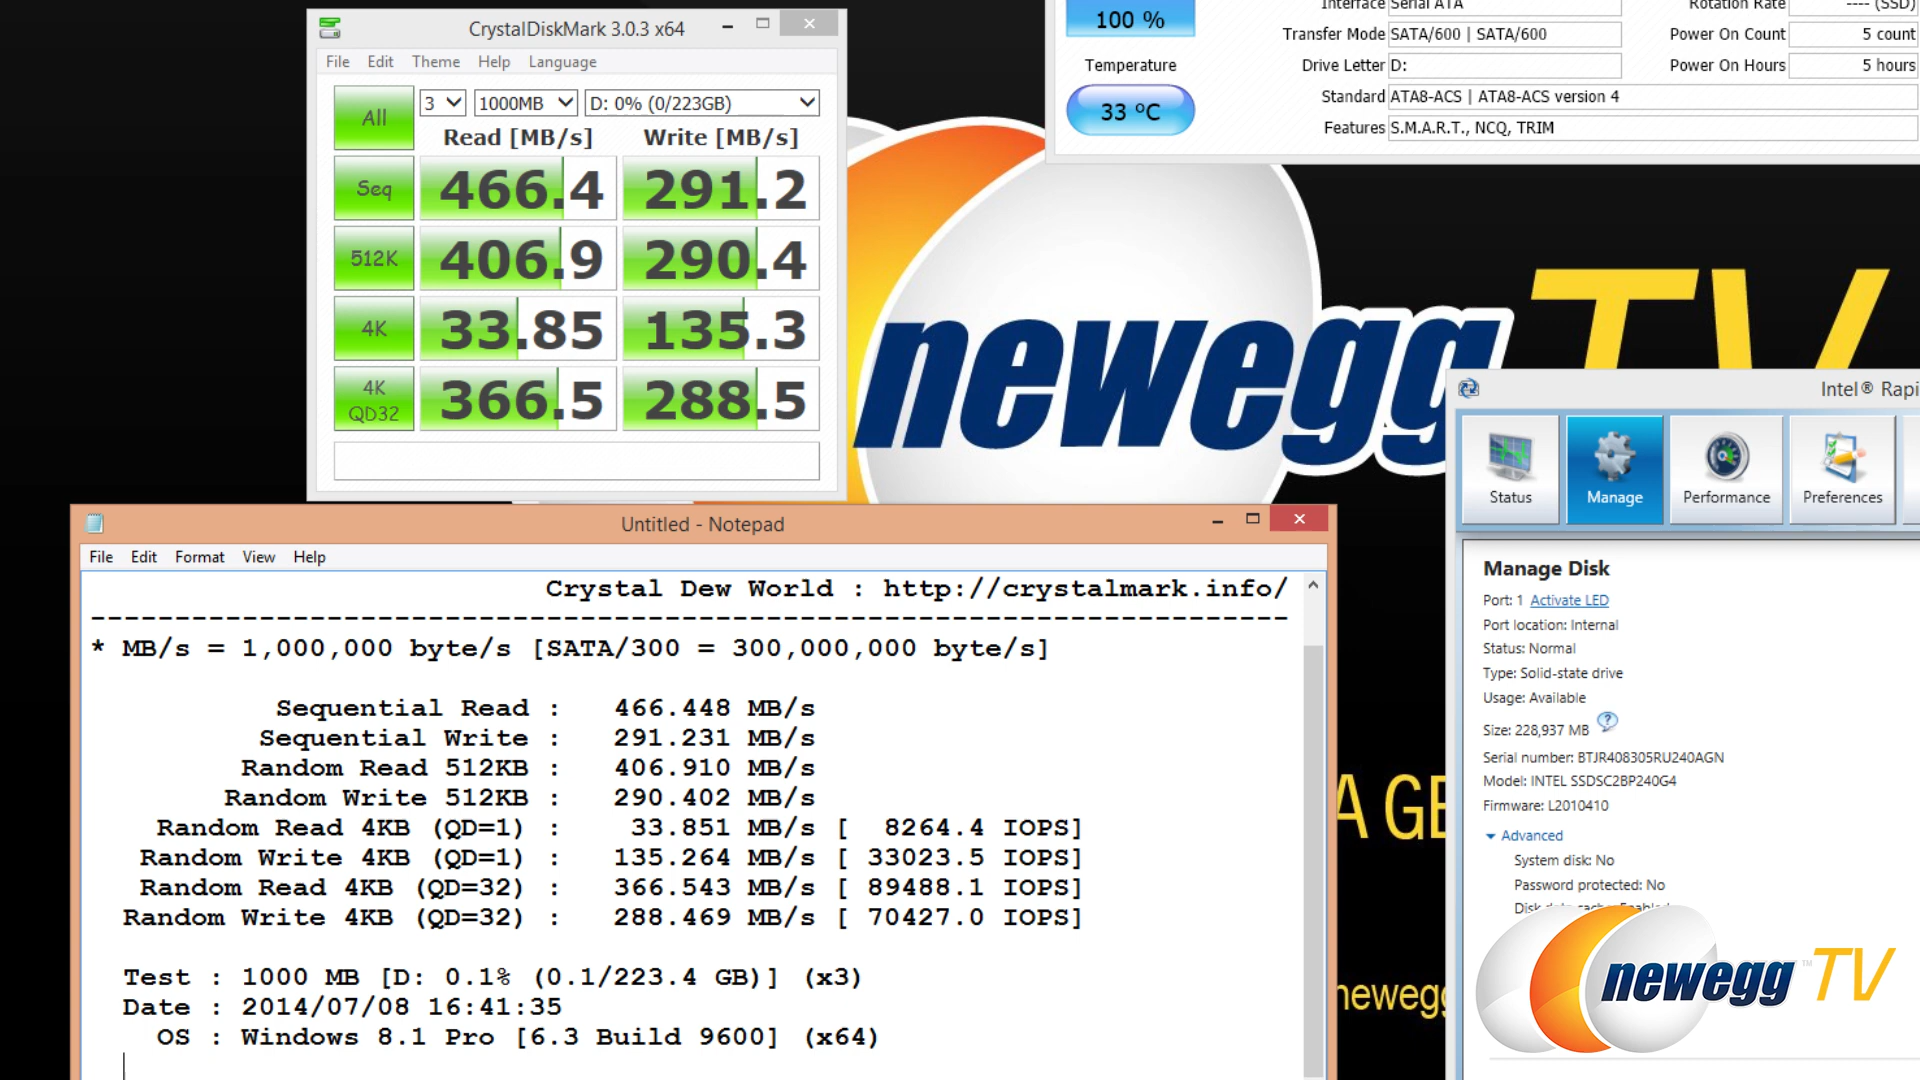 CrystalDiskMark 3.0.3 x64
File Edit Theme Help Language
All 3 1000MB D: 0% (0/223GB)
Read [MB/s] Write [MB/s]
Seq 466.4 291.2
512K 406.9 290.4
4K 33.85 135.3
4K QD32 366.5 288.5
100 %
Temperature
33 °C
Interface Serial ATA
Rotation Rate ---- (SSD)
Transfer Mode SATA/600 | SATA/600
Power On Count 5 count
Drive Letter D:
Power On Hours 5 hours
Standard ATA8-ACS | ATA8-ACS version 4
Features S.M.A.R.T., NCQ, TRIM
newegg TV
Untitled - Notepad
File Edit Format View Help
Crystal Dew World : http://crystalmark.info/
-----------------------------------------------------------------------
* MB/s = 1,000,000 byte/s [SATA/300 = 300,000,000 byte/s]
Sequential Read : 466.448 MB/s
Sequential Write : 291.231 MB/s
Random Read 512KB : 406.910 MB/s
Random Write 512KB : 290.402 MB/s
Random Read 4KB (QD=1) : 33.851 MB/s [ 8264.4 IOPS]
Random Write 4KB (QD=1) : 135.264 MB/s [ 33023.5 IOPS]
Random Read 4KB (QD=32) : 366.543 MB/s [ 89488.1 IOPS]
Random Write 4KB (QD=32) : 288.469 MB/s [ 70427.0 IOPS]
Test : 1000 MB [D: 0.1% (0.1/223.4 GB)] (x3)
Date : 2014/07/08 16:41:35
OS : Windows 8.1 Pro [6.3 Build 9600] (x64)
A GE
newegg
Intel® Rapi
Status Manage Performance Preferences
Manage Disk
Port: 1 Activate LED
Port location: Internal
Status: Normal
Type: Solid-state drive
Usage: Available
Size: 228,937 MB
Serial number: BTJR408305RU240AGN
Model: INTEL SSDSC2BP240G4
Firmware: L2010410
Advanced
System disk: No
Password protected: No
newegg TV